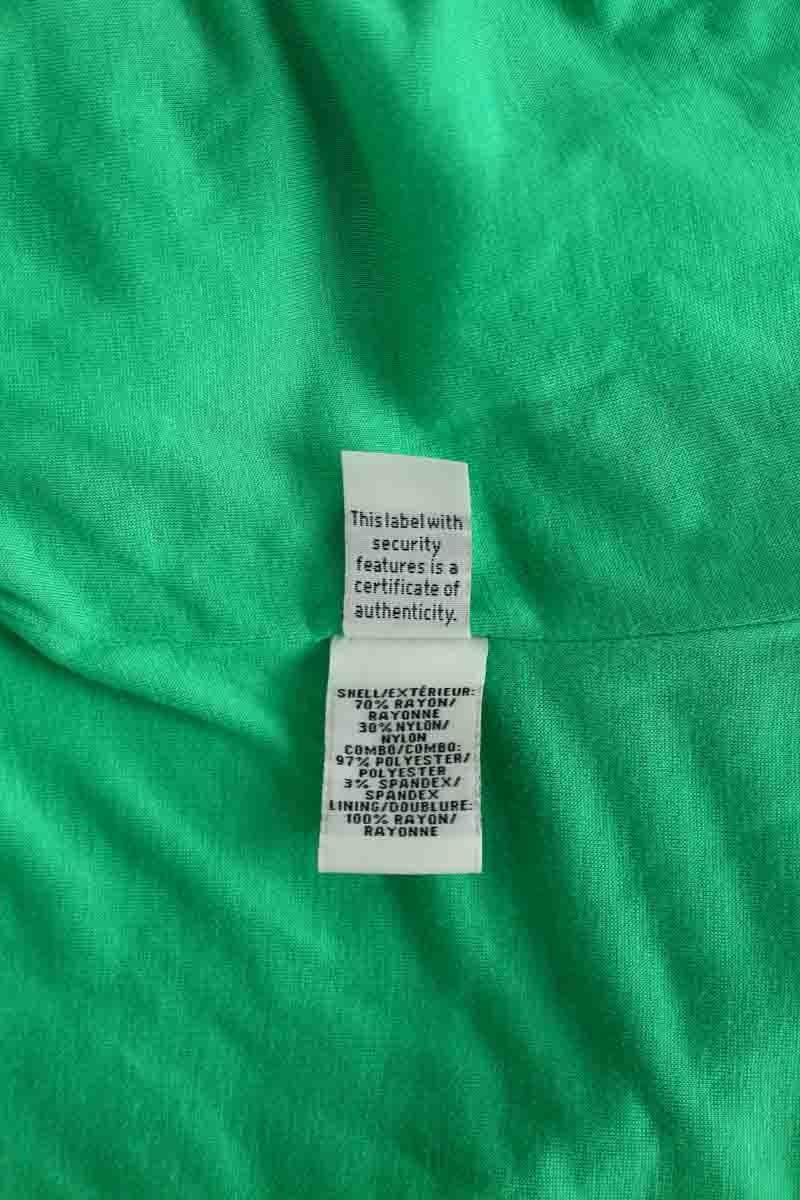 This label with
security
features is a
certificate of
authenticity.
SHELL/EXTÉRIEUR:
70% RAYON/
RAYONNE
30% NYLON/
NYLON
COMBO/COMBO:
97% POLYESTER/
POLYESTER
3% SPANDEX/
SPANDEX
LINING/DOUBLURE:
100% RAYON/
RAYONNE